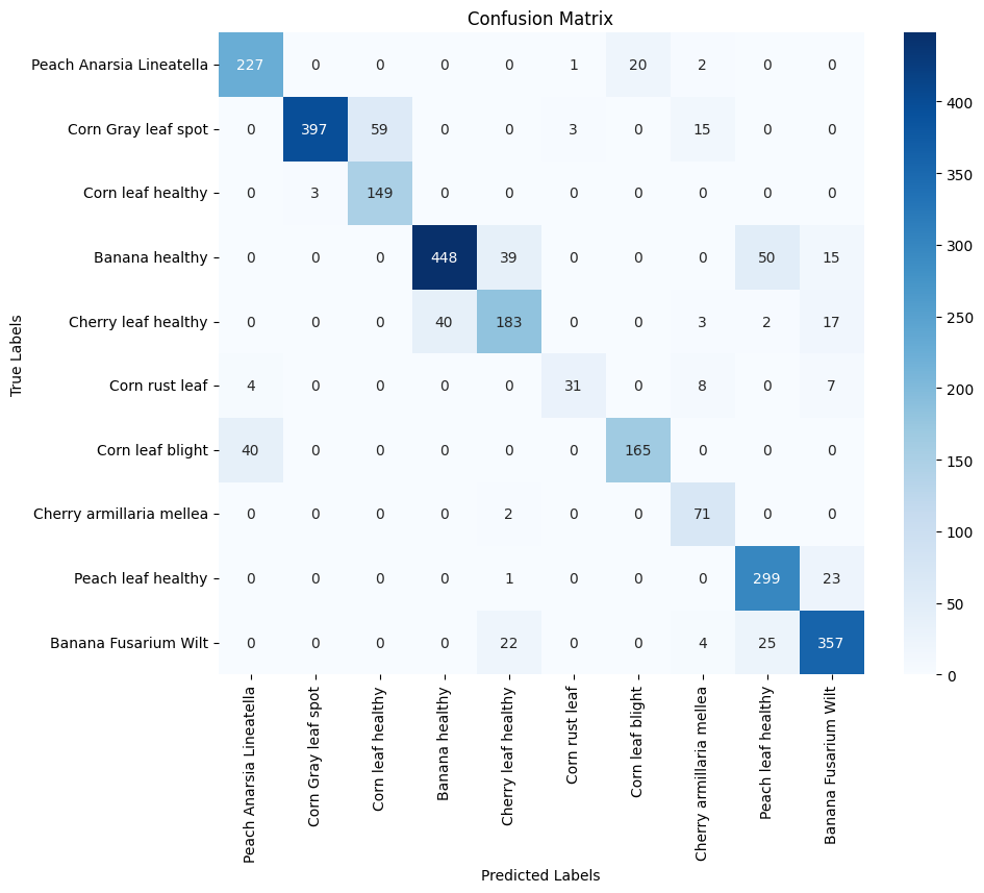 Confusion Matrix
Peach Anarsia Lineatella 227 0 0 0 0 1 20 2 0 0
Corn Gray leaf spot 0 397 59 0 0 3 0 15 0 0
Corn leaf healthy 0 3 149 0 0 0 0 0 0 0
Banana healthy 0 0 0 448 39 0 0 0 50 15
Cherry leaf healthy 0 0 0 40 183 0 0 3 2 17
Corn rust leaf 4 0 0 0 0 31 0 8 0 7
Corn leaf blight 40 0 0 0 0 0 165 0 0 0
Cherry armillaria mellea 0 0 0 0 2 0 0 71 0 0
Peach leaf healthy 0 0 0 0 1 0 0 0 299 23
Banana Fusarium Wilt 0 0 0 0 22 0 0 4 25 357
True Labels
Peach Anarsia Lineatella
Corn Gray leaf spot
Corn leaf healthy
Banana healthy
Cherry leaf healthy
Corn rust leaf
Corn leaf blight
Cherry armillaria mellea
Peach leaf healthy
Banana Fusarium Wilt
Predicted Labels
400
350
300
250
200
150
100
50
0